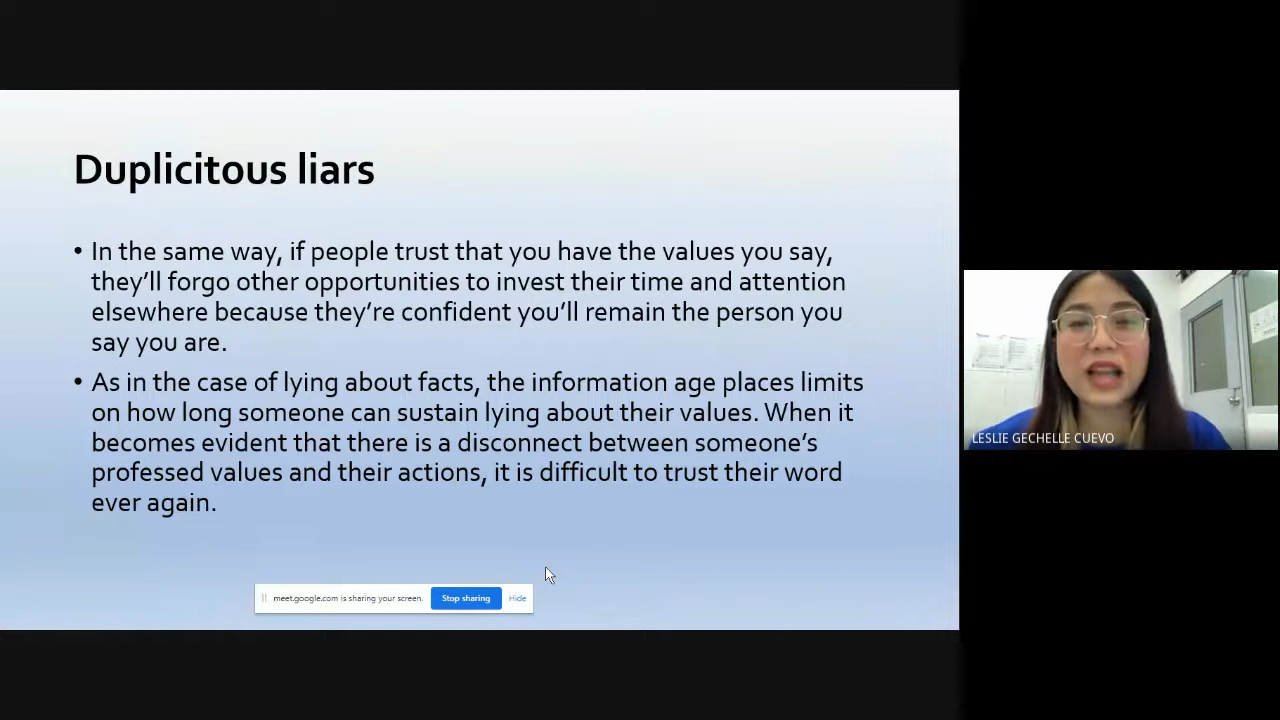 Duplicitous liars
• In the same way, if people trust that you have the values you say,
they'll forgo other opportunities to invest their time and attention
elsewhere because they're confident you'll remain the person you
say you are.
• As in the case of lying about facts, the information age places limits
on how long someone can sustain lying about their values. When it
becomes evident that there is a disconnect between someone's
professed values and their actions, it is difficult to trust their word
ever again.
meet.google.com is sharing your screen.
Stop sharing
Hide
LESLIE GECHELLE CUEVO